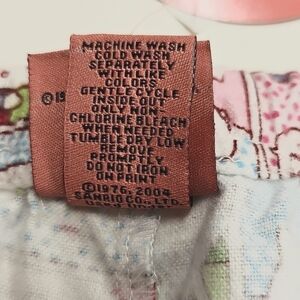 MACHINE WASH
COLD WASH
SEPARATELY
WITH LIKE
COLORS
GENTLE CYCLE
INSIDE OUT
ONLY NON
CHLORINE BLEACH
WHEN NEEDED
TUMBLE DRY LOW
REMOVE
PROMPTLY
DO NOT IRON
ON PRINT
©1976, 2004
SANRIO CO., LTD.
©19